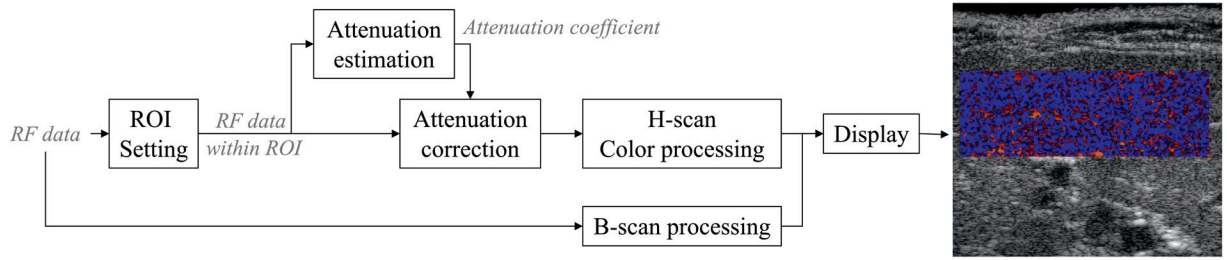 Attenuation
estimation
Attenuation coefficient
RF data
ROI
Setting
RF data
within ROI
Attenuation
correction
H-scan
Color processing
Display
B-scan processing